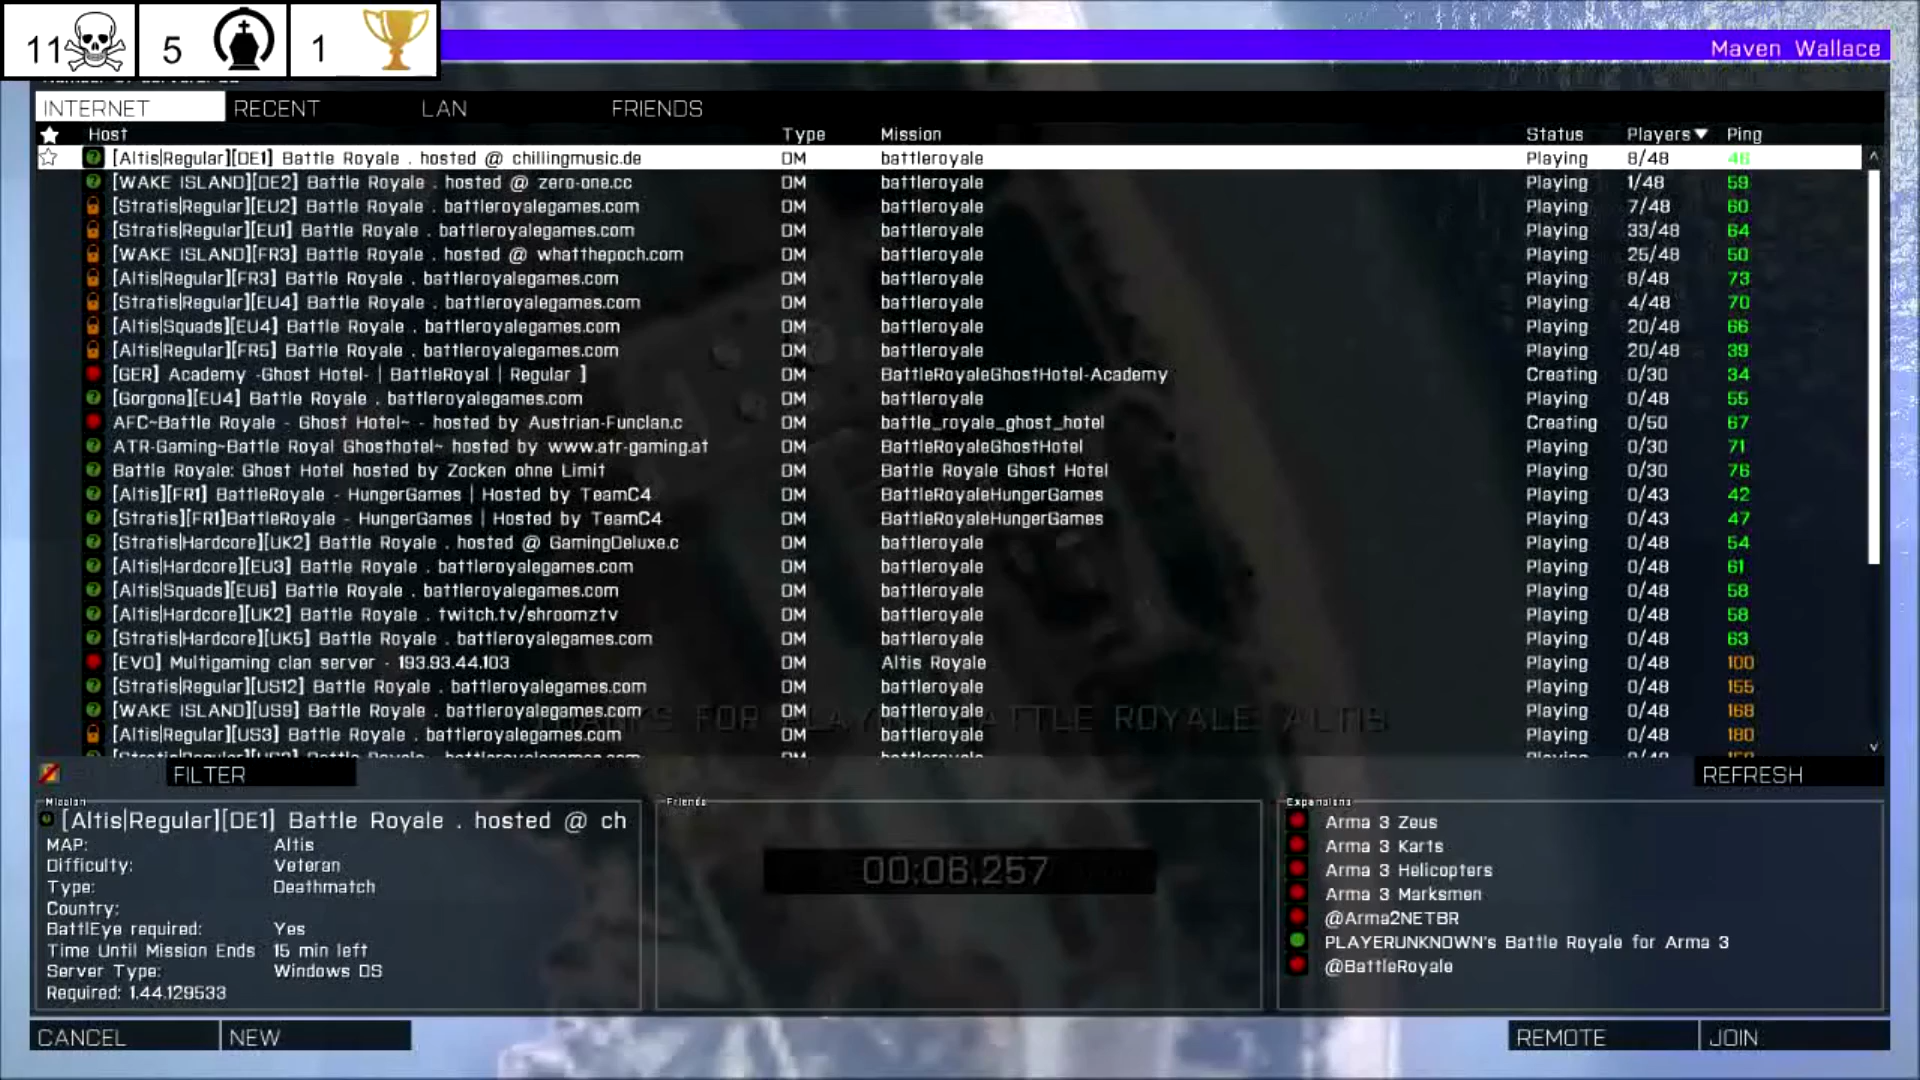 11
5
1
Maven Wallace
INTERNET RECENT LAN FRIENDS
Host Type Mission Status Players Ping
[Altis|Regular][DE1] Battle Royale . hosted @ chillingmusic.de DM battleroyale Playing 8/48 46
[WAKE ISLAND][DE2] Battle Royale . hosted @ zero-one.cc DM battleroyale Playing 1/48 59
[Stratis|Regular][EU2] Battle Royale . battleroyalegames.com DM battleroyale Playing 7/48 60
[Stratis|Regular][EU1] Battle Royale . battleroyalegames.com DM battleroyale Playing 33/48 64
[WAKE ISLAND][FR3] Battle Royale . hosted @ whatthepoch.com DM battleroyale Playing 25/48 50
[Altis|Regular][FR3] Battle Royale . battleroyalegames.com DM battleroyale Playing 8/48 73
[Stratis|Regular][EU4] Battle Royale . battleroyalegames.com DM battleroyale Playing 4/48 70
[Altis|Squads][EU4] Battle Royale . battleroyalegames.com DM battleroyale Playing 20/48 66
[Altis|Regular][FR5] Battle Royale . battleroyalegames.com DM battleroyale Playing 20/48 39
[GER] Academy -Ghost Hotel- | BattleRoyal | Regular ] DM BattleRoyaleGhostHotel-Academy Creating 0/30 34
[Gorgona][EU4] Battle Royale . battleroyalegames.com DM battleroyale Playing 0/48 55
AFC~Battle Royale - Ghost Hotel~ - hosted by Austrian-Funclan.c DM battle_royale_ghost_hotel Creating 0/50 67
ATR-Gaming~Battle Royal Ghosthotel~ hosted by www.atr-gaming.at DM BattleRoyaleGhostHotel Playing 0/30 71
Battle Royale: Ghost Hotel hosted by Zocken ohne Limit DM Battle Royale Ghost Hotel Playing 0/30 76
[Altis][FR1] BattleRoyale - HungerGames | Hosted by TeamC4 DM BattleRoyaleHungerGames Playing 0/43 42
[Stratis][FR1]BattleRoyale - HungerGames | Hosted by TeamC4 DM BattleRoyaleHungerGames Playing 0/43 47
[Stratis|Hardcore][UK2] Battle Royale . hosted @ GamingDeluxe.c DM battleroyale Playing 0/48 54
[Altis|Hardcore][EU3] Battle Royale . battleroyalegames.com DM battleroyale Playing 0/48 61
[Altis|Squads][EU6] Battle Royale . battleroyalegames.com DM battleroyale Playing 0/48 58
[Altis|Hardcore][UK2] Battle Royale . twitch.tv/shroomztv DM battleroyale Playing 0/48 58
[Stratis|Hardcore][UK5] Battle Royale . battleroyalegames.com DM battleroyale Playing 0/48 63
[EVO] Multigaming clan server - 193.93.44.103 DM Altis Royale Playing 0/48 100
[Stratis|Regular][US12] Battle Royale . battleroyalegames.com DM battleroyale Playing 0/48 155
[WAKE ISLAND][US9] Battle Royale . battleroyalegames.com DM battleroyale Playing 0/48 168
THANKS FOR PLAYING BATTLE ROYALE: ALTIS
[Altis|Regular][US3] Battle Royale . battleroyalegames.com DM battleroyale Playing 0/48 180
FILTER REFRESH
Mission
[Altis|Regular][DE1] Battle Royale . hosted @ ch
MAP: Altis
Difficulty: Veteran
Type: Deathmatch
Country:
BattlEye required: Yes
Time Until Mission Ends 15 min left
Server Type: Windows OS
Required: 1.44.129533
Friends
00:06.257
Expansions
Arma 3 Zeus
Arma 3 Karts
Arma 3 Helicopters
Arma 3 Marksmen
@Arma2NETBR
PLAYERUNKNOWN's Battle Royale for Arma 3
@BattleRoyale
CANCEL NEW REMOTE JOIN